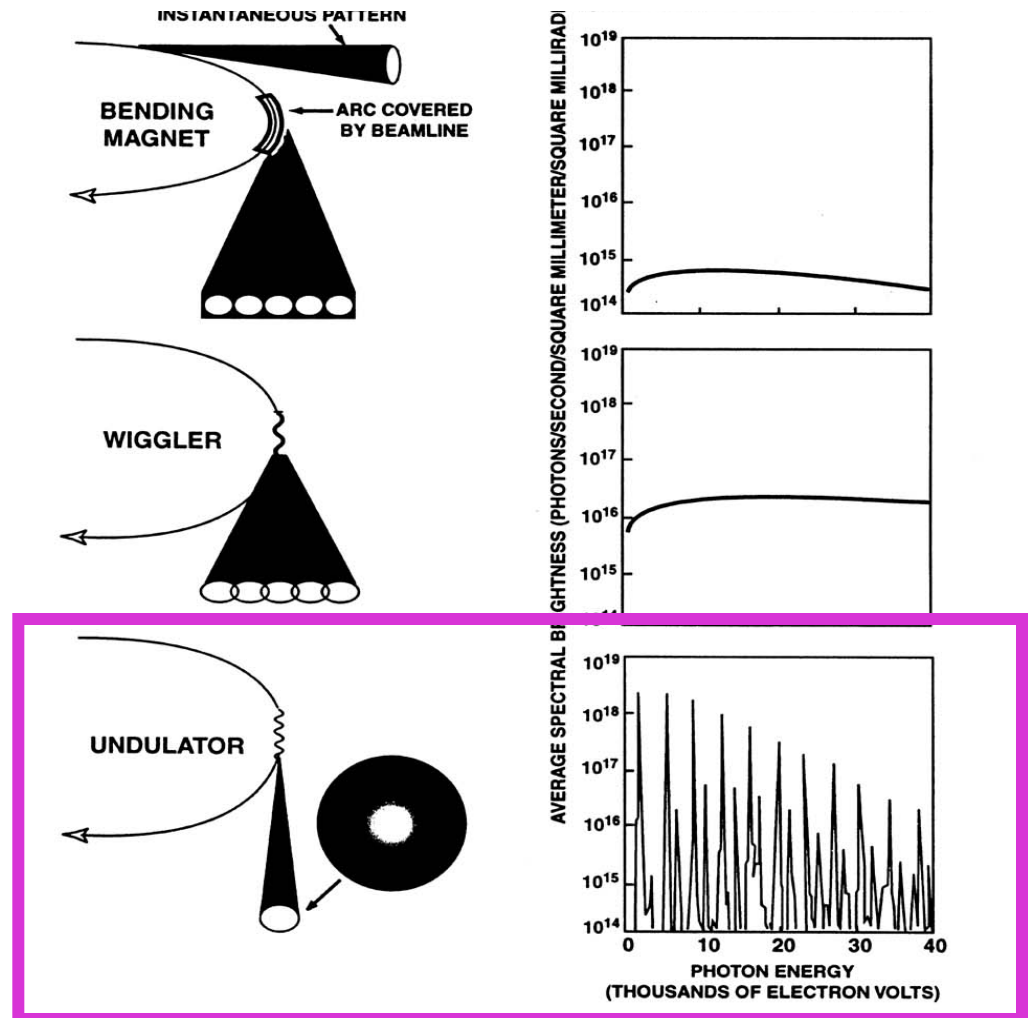 INSTANTANEOUS PATTERN
BENDING
MAGNET
ARC COVERED
BY BEAMLINE
WIGGLER
UNDULATOR
AVERAGE SPECTRAL BRIGHTNESS (PHOTONS/SECOND/SQUARE MILLIMETER/SQUARE
10¹⁹
10¹⁸
10¹⁷
10¹⁶
10¹⁵
10¹⁴
10¹⁹
10¹⁸
10¹⁷
10¹⁶
10¹⁵
10¹⁹
10¹⁸
10¹⁷
10¹⁶
10¹⁵
10¹⁴
0 10 20 30 40
PHOTON ENERGY
(THOUSANDS OF ELECTRON VOLTS)